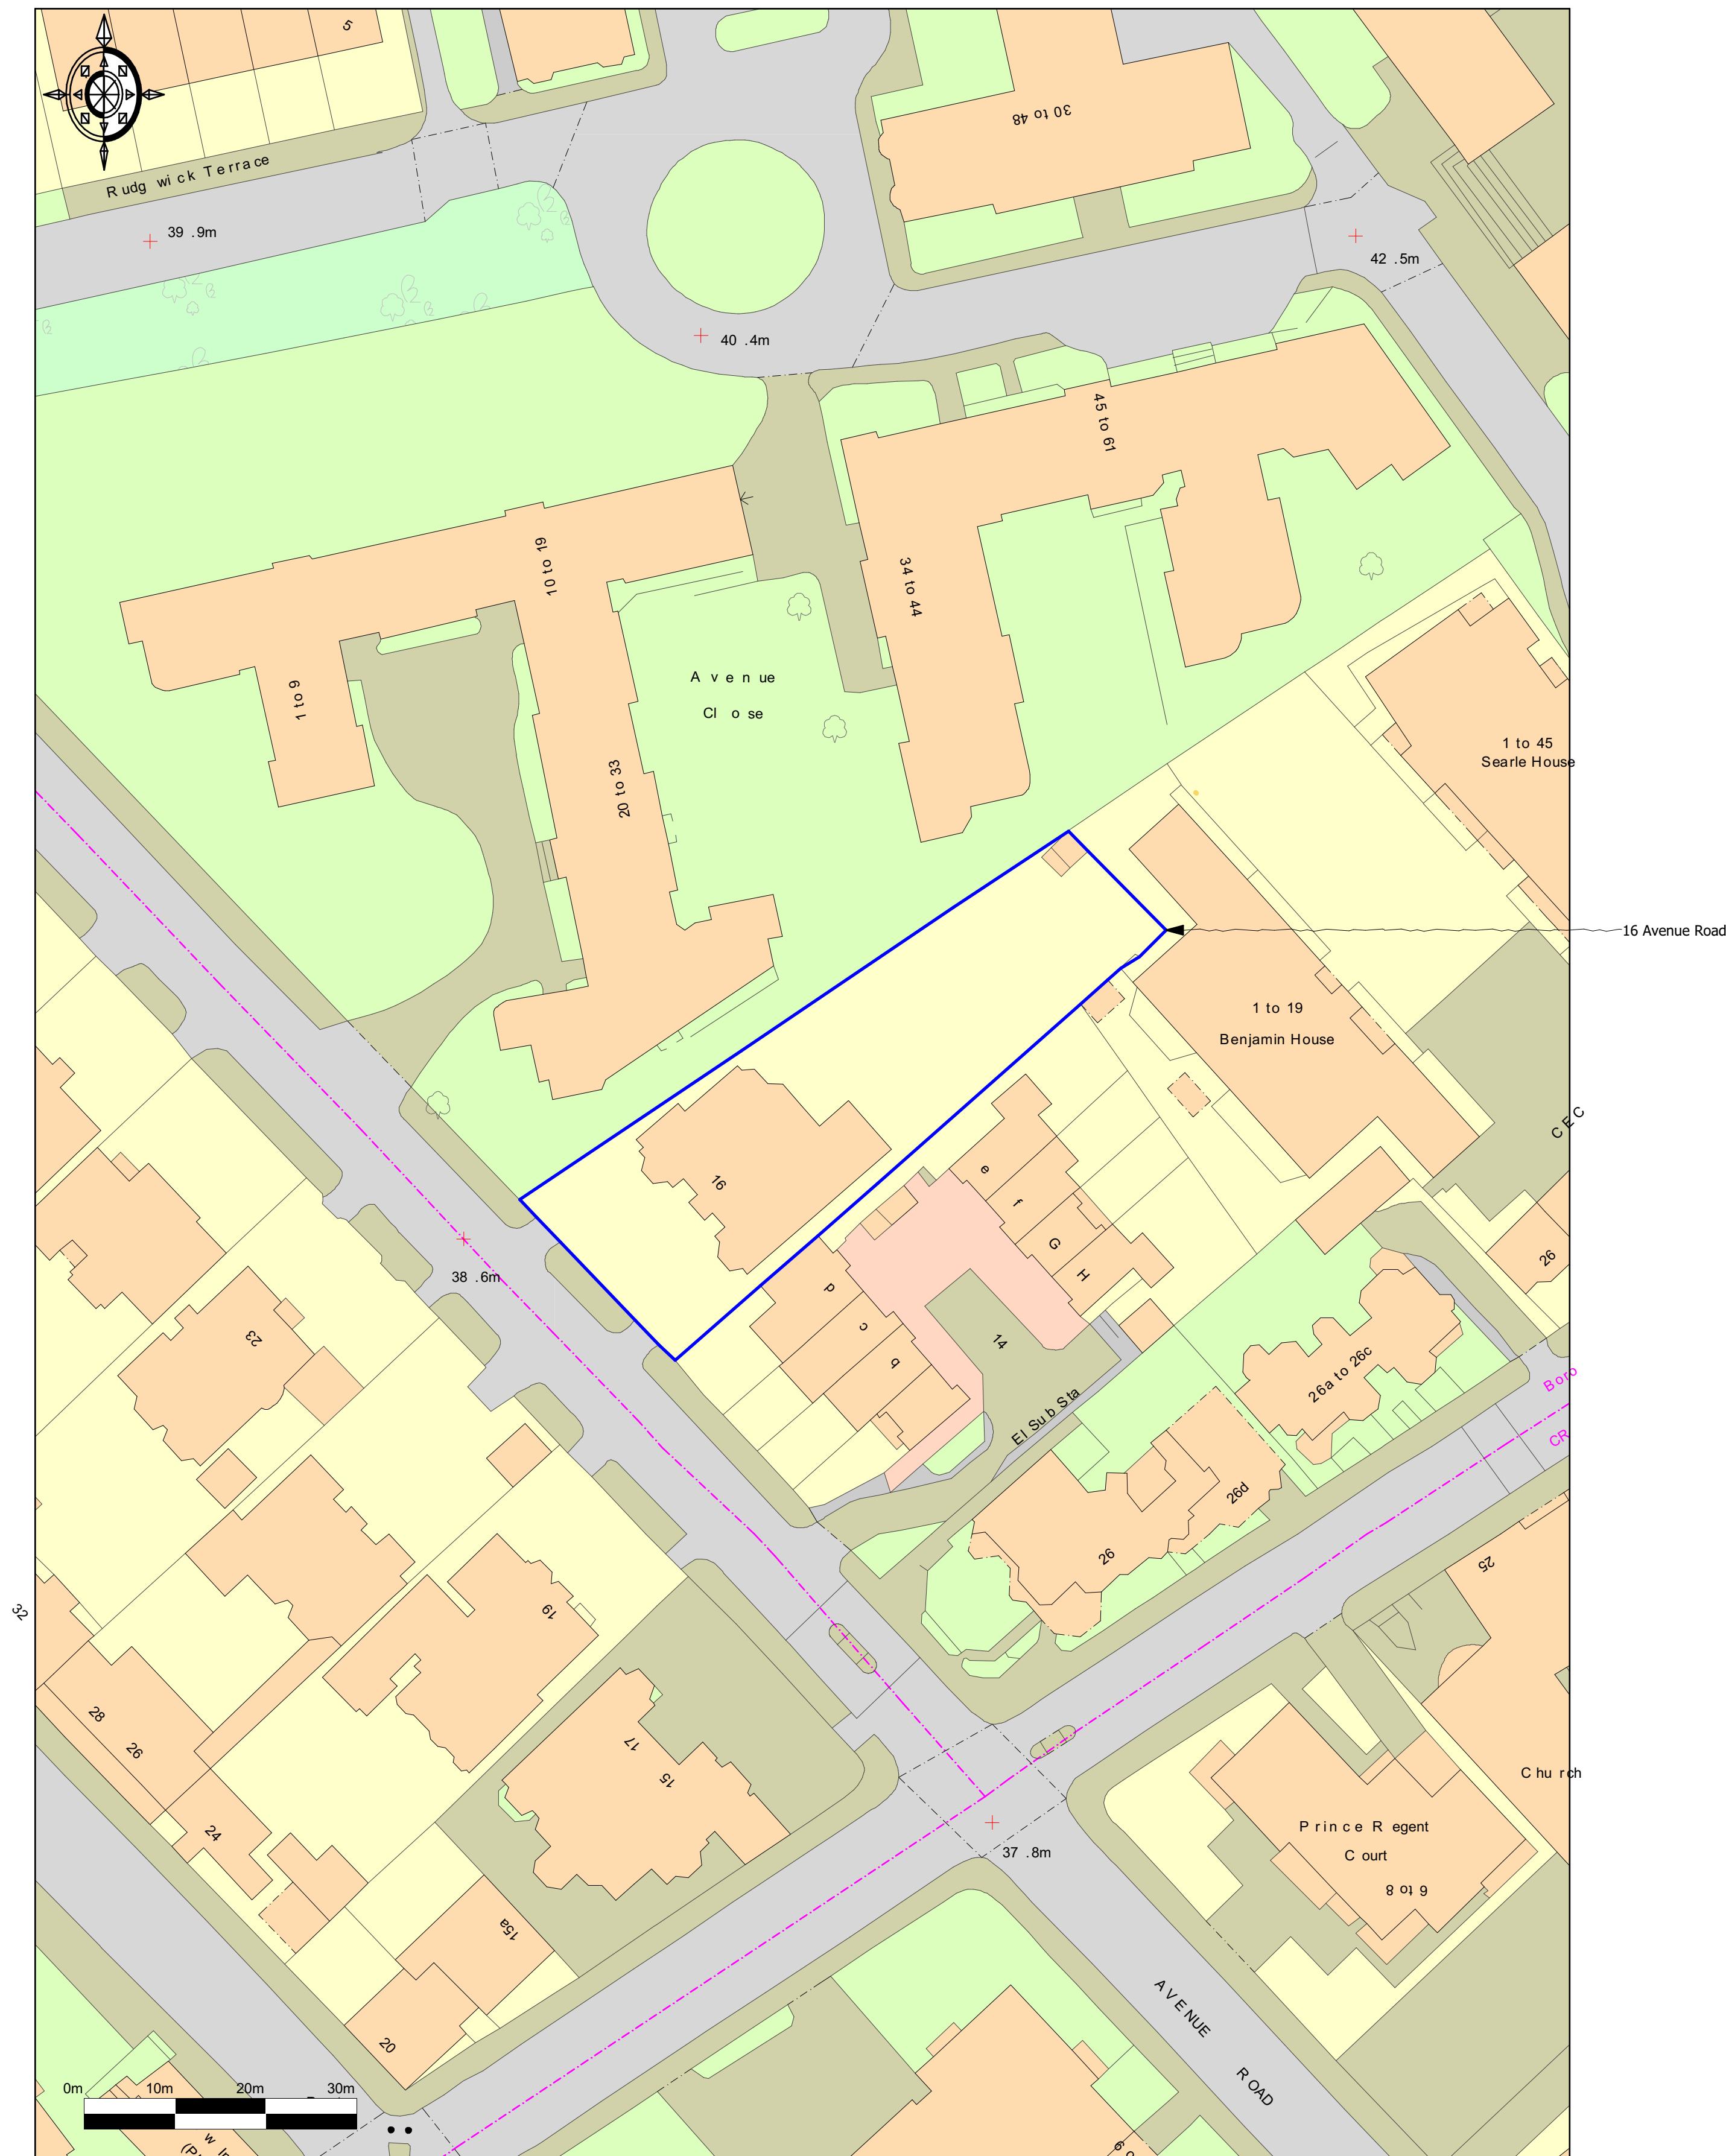 5
30 to 48
Rudgwick Terrace
39.9m
42.5m
40.4m
45 to 61
10 to 19
34 to 44
1 to 9
Avenue
Close
20 to 33
1 to 45
Searle House
16 Avenue Road
1 to 19
Benjamin House
CEC
16
e
f
G
H
38.6m
d
c
b
14
26
23
26a to 26c
Boro
El Sub Sta
CR
26d
26
25
19
32
17
15
28
26
24
Church
Prince Regent
Court
6 to 8
37.8m
15a
20
AVENUE
ROAD
0m 10m 20m 30m